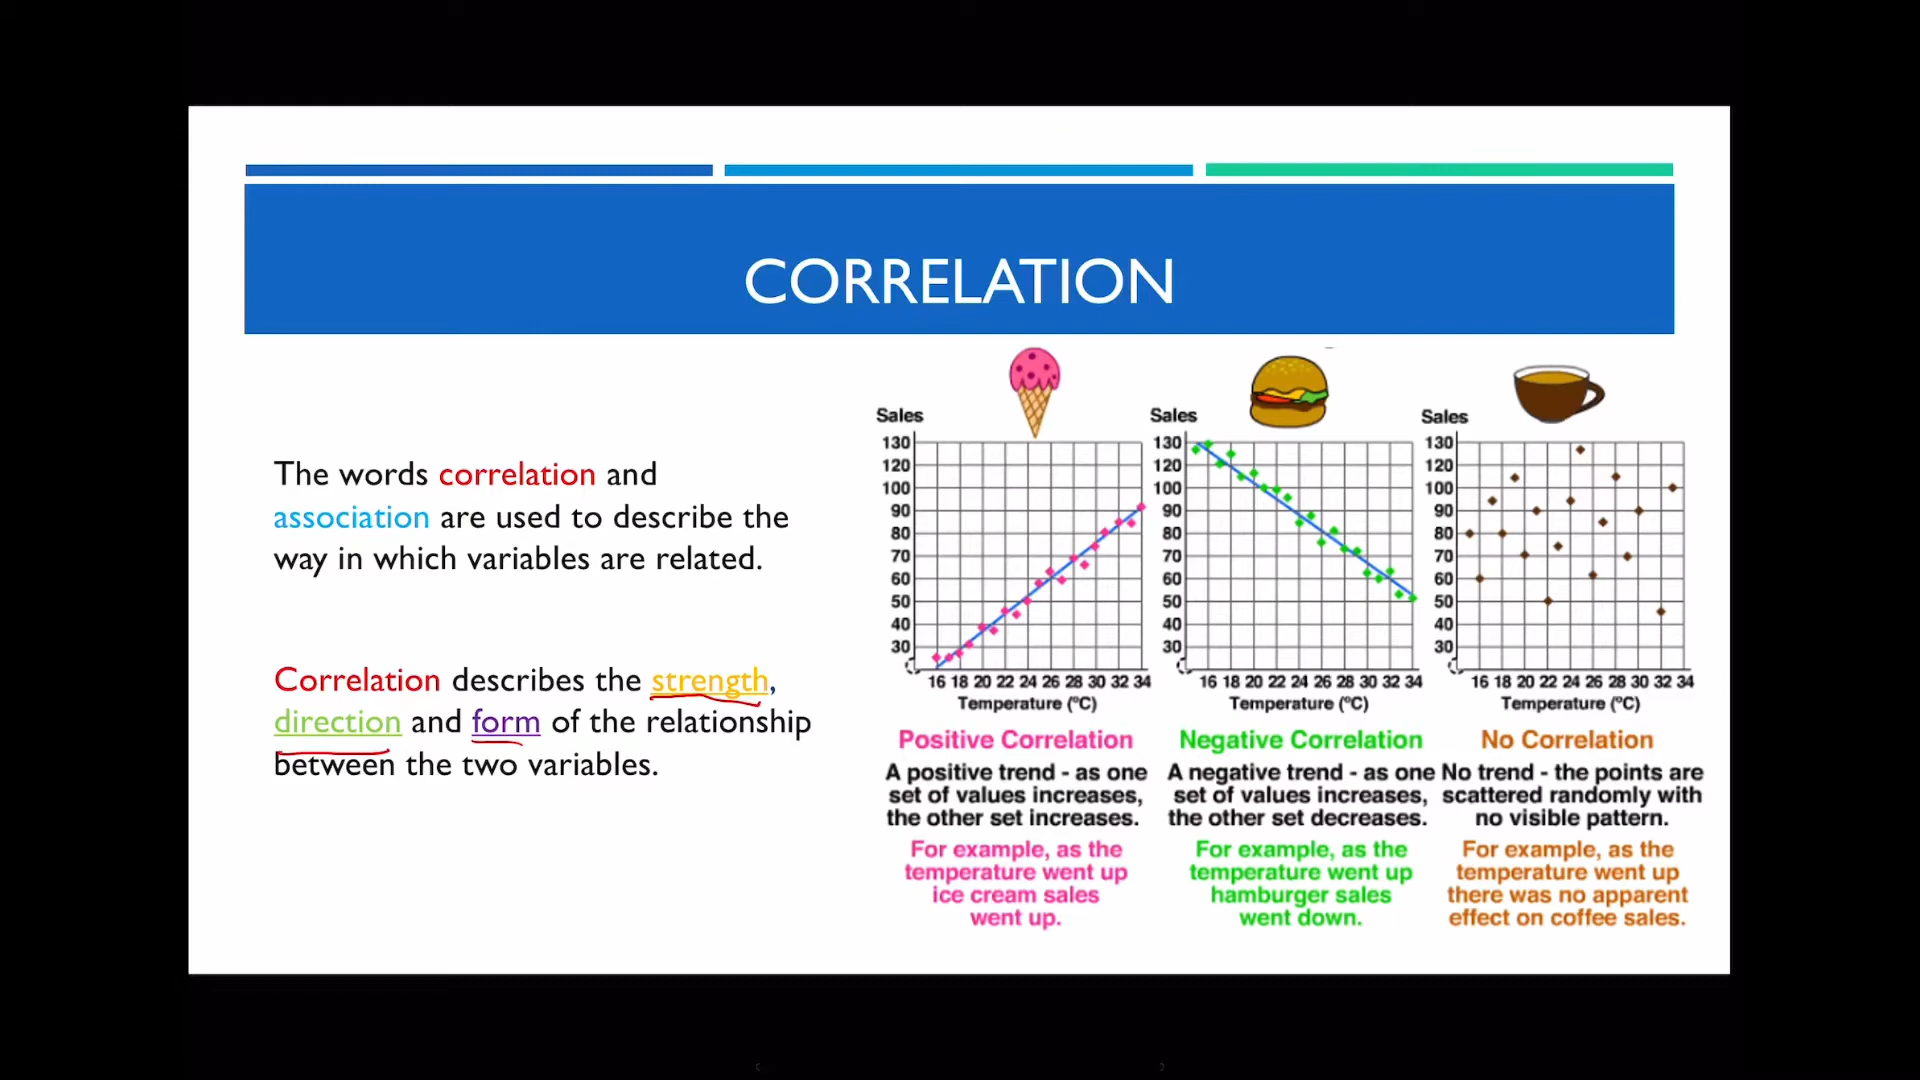 CORRELATION
The words correlation and
association are used to describe the
way in which variables are related.
Correlation describes the strength,
direction and form of the relationship
between the two variables.
Sales
130
120
100
90
80
70
60
50
40
30
16 18 20 22 24 26 28 30 32 34
Temperature (ºC)
Positive Correlation
A positive trend - as one
set of values increases,
the other set increases.
For example, as the
temperature went up
ice cream sales
went up.
Sales
130
120
100
90
80
70
60
50
40
30
16 18 20 22 24 26 28 30 32 34
Temperature (ºC)
Negative Correlation
A negative trend - as one
set of values increases,
the other set decreases.
For example, as the
temperature went up
hamburger sales
went down.
Sales
130
120
100
90
80
70
60
50
40
30
16 18 20 22 24 26 28 30 32 34
Temperature (ºC)
No Correlation
No trend - the points are
scattered randomly with
no visible pattern.
For example, as the
temperature went up
there was no apparent
effect on coffee sales.